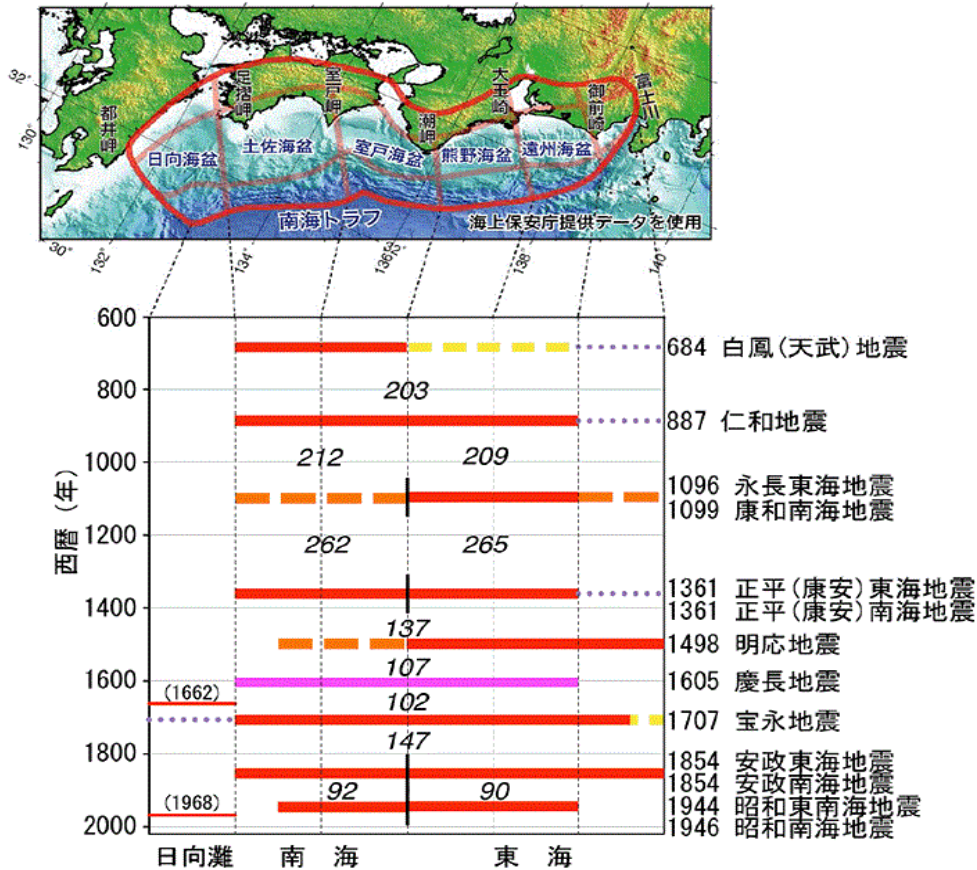 富士川
大王崎
御前崎
足摺岬
室戸岬
潮岬
都井岬
32°
130°
日向海盆
土佐海盆
室戸海盆
熊野海盆
遠州海盆
南海トラフ
海上保安庁提供データを使用
30°
132°
134°
136°
138°
140°
西暦(年)
600
800
1000
1200
1400
1600
1800
2000
684 白鳳(天武)地震
203
887 仁和地震
212
209
1096 永長東海地震
1099 康和南海地震
262
265
1361 正平(康安)東海地震
1361 正平(康安)南海地震
137
1498 明応地震
107
1605 慶長地震
(1662)
102
1707 宝永地震
147
1854 安政東海地震
1854 安政南海地震
92
90
(1968)
1944 昭和東南海地震
1946 昭和南海地震
日向灘
南 海
東 海